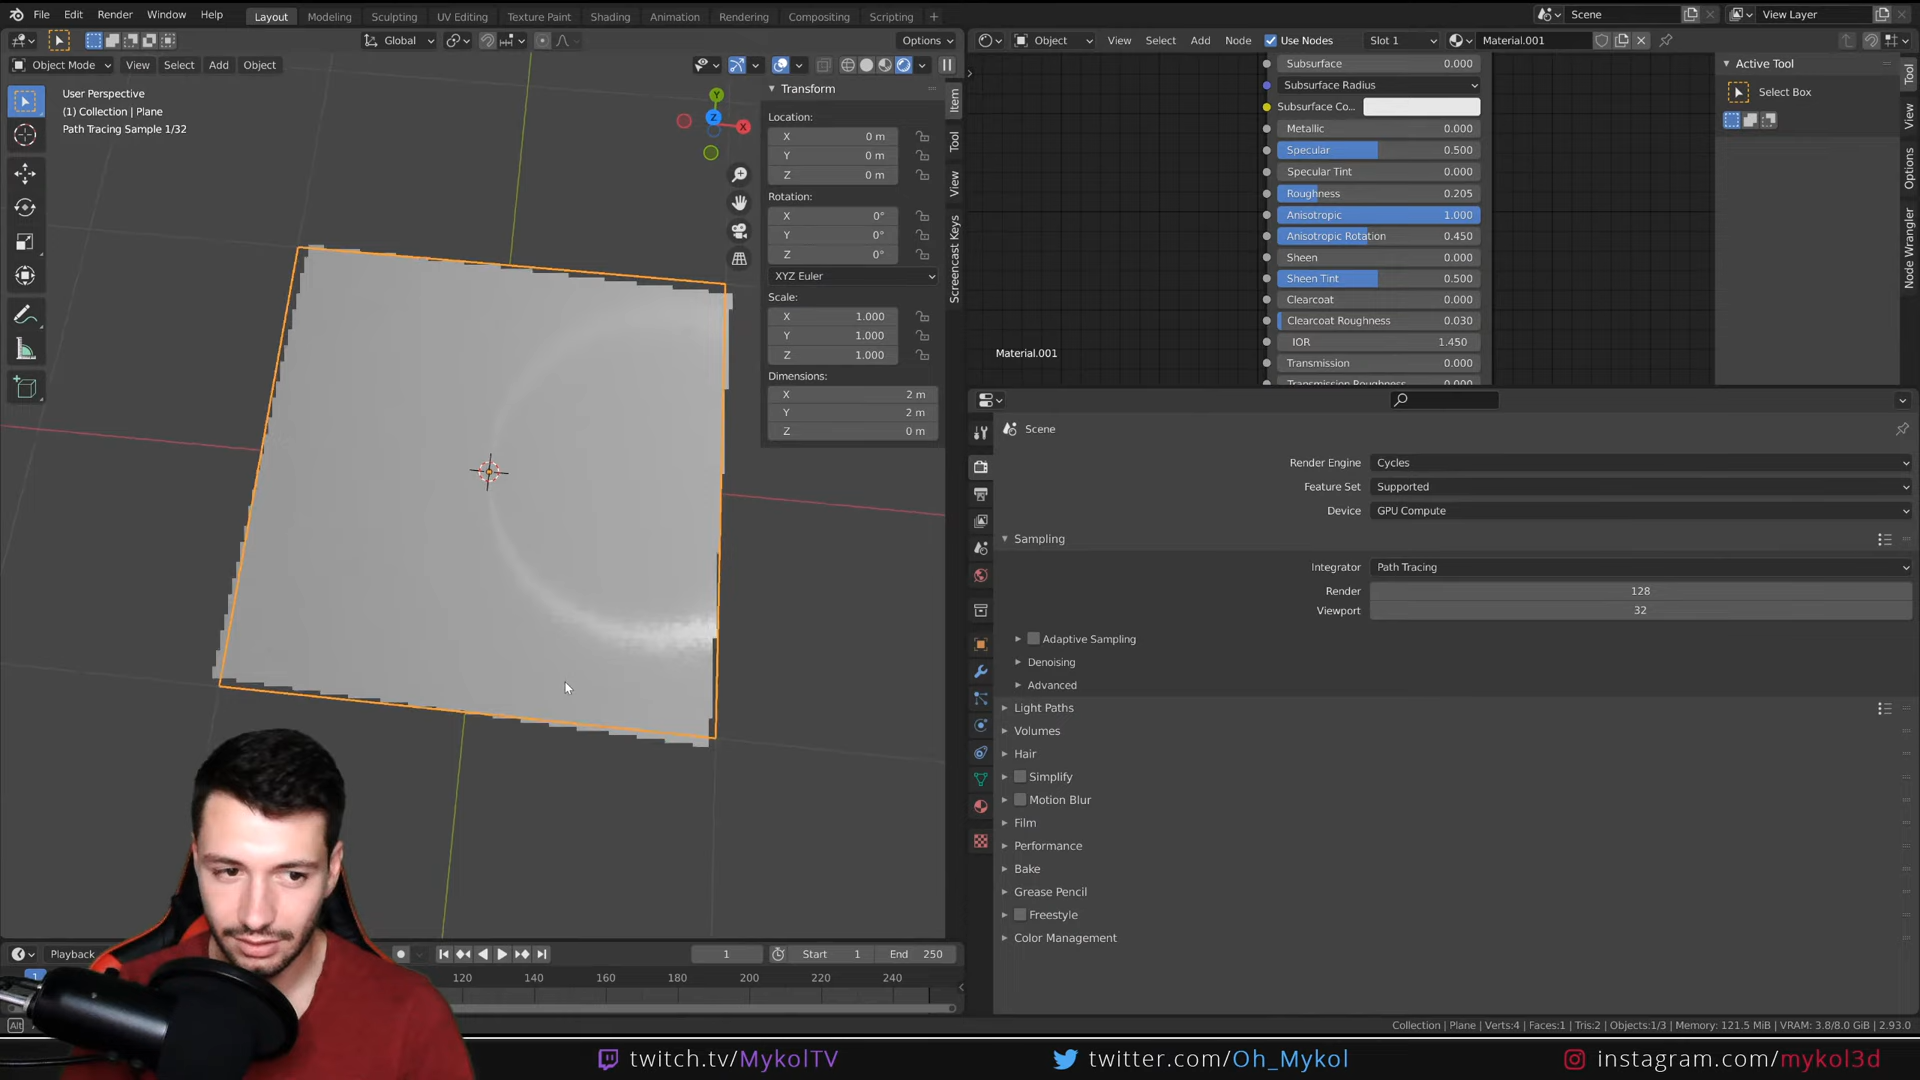 File Edit Render Window Help Layout Modeling Sculpting UV Editing Texture Paint Shading Animation Rendering Compositing Scripting + Scene View Layer
Global Options Object View Select Add Node Use Nodes Slot 1 Material.001
Object Mode View Select Add Object
User Perspective
(1) Collection | Plane
Path Tracing Sample 1/32
Y
Z
X
Transform
Location:
X 0 m
Y 0 m
Z 0 m
Rotation:
X 0°
Y 0°
Z 0°
XYZ Euler
Scale:
X 1.000
Y 1.000
Z 1.000
Dimensions:
X 2 m
Y 2 m
Z 0 m
Item
Tool
View
Screencast Keys
Subsurface 0.000
Subsurface Radius
Subsurface Co...
Metallic 0.000
Specular 0.500
Specular Tint 0.000
Roughness 0.205
Anisotropic 1.000
Anisotropic Rotation 0.450
Sheen 0.000
Sheen Tint 0.500
Clearcoat 0.000
Clearcoat Roughness 0.030
IOR 1.450
Transmission 0.000
Transmission Roughness 0.000
Material.001
Active Tool
Select Box
Tool
View
Options
Node Wrangler
Scene
Render Engine Cycles
Feature Set Supported
Device GPU Compute
Sampling
Integrator Path Tracing
Render 128
Viewport 32
Adaptive Sampling
Denoising
Advanced
Light Paths
Volumes
Hair
Simplify
Motion Blur
Film
Performance
Bake
Grease Pencil
Freestyle
Color Management
Playback 1 Start 1 End 250
1 120 140 160 180 200 220 240
Alt
Collection | Plane | Verts:4 | Faces:1 | Tris:2 | Objects:1/3 | Memory: 121.5 MiB | VRAM: 3.8/8.0 GiB | 2.93.0
twitch.tv/MykolTV twitter.com/Oh_Mykol instagram.com/mykol3d